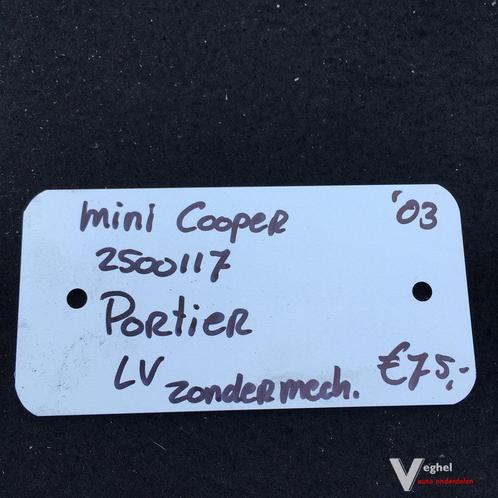 mini Cooper '03
2500117
Portier
LV zonder mech. €75,-
Veghel
auto onderdelen